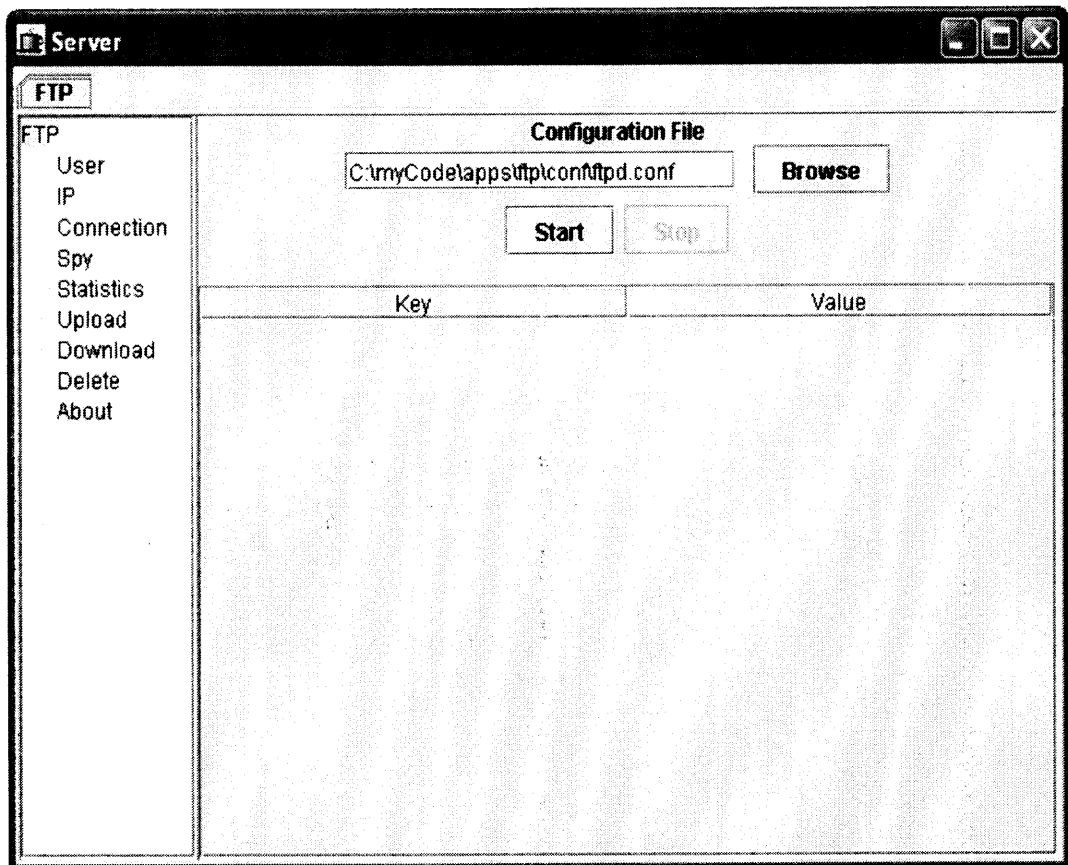 Server
FTP
FTP
User
IP
Connection
Spy
Statistics
Upload
Download
Delete
About
Configuration File
C:\myCode\apps\ftp\conf\ftpd.conf
Browse
Start Stop
Key Value